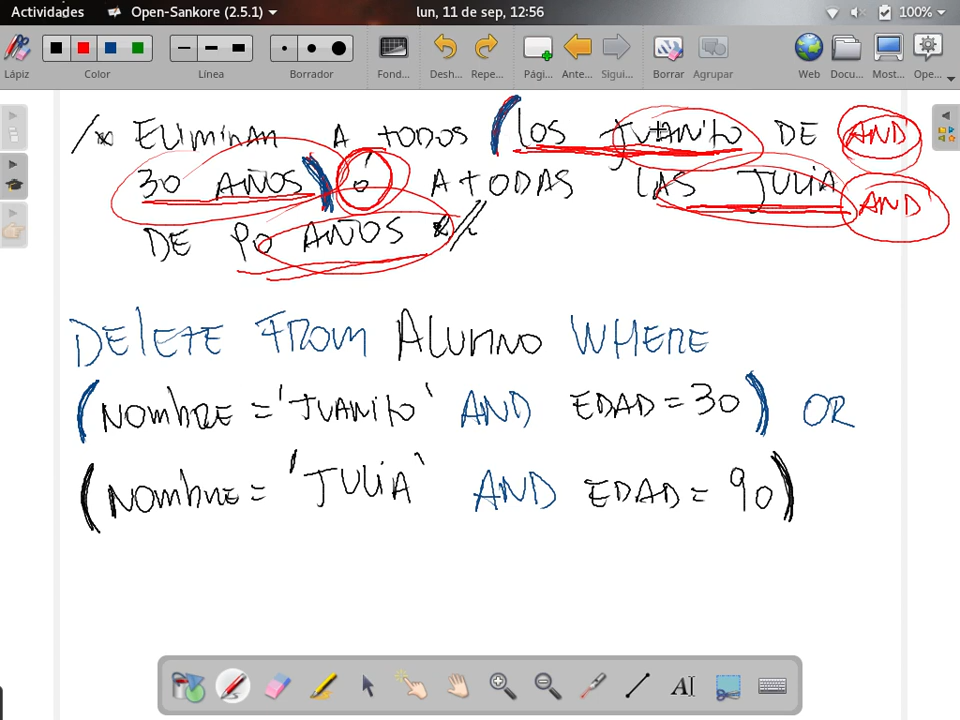 Actividades Open-Sankore (2.5.1) lun, 11 de sep, 12:56 100%
Lápiz Color Línea Borrador Fond... Desh... Repe... Pági... Ante... Sigui... Borrar Agrupar Web Docu... Most... Ope...
/* ELIMINAR A TODOS (LOS JUANITO DE AND
30 AÑOS) ó A TODAS LAS JULIA AND
DE 90 AÑOS */
DELETE FROM ALUMNO WHERE
(NOMBRE = 'JUANITO' AND EDAD = 30) OR
(NOMBRE = 'JULIA' AND EDAD = 90)